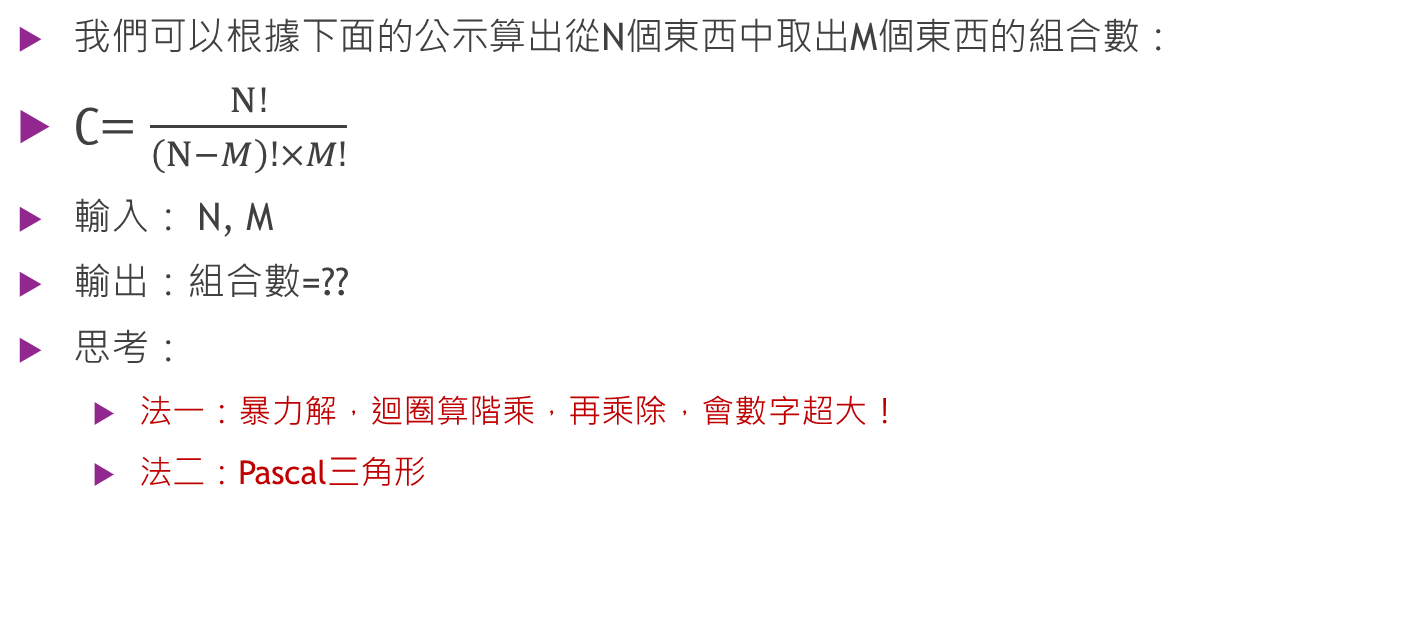 我們可以根據下面的公示算出從N個東西中取出M個東西的組合數：
C= N! / (N−M)!×M!
輸入： N, M
輸出：組合數=??
思考：
法一：暴力解，迴圈算階乘，再乘除，會數字超大！
法二：Pascal三角形